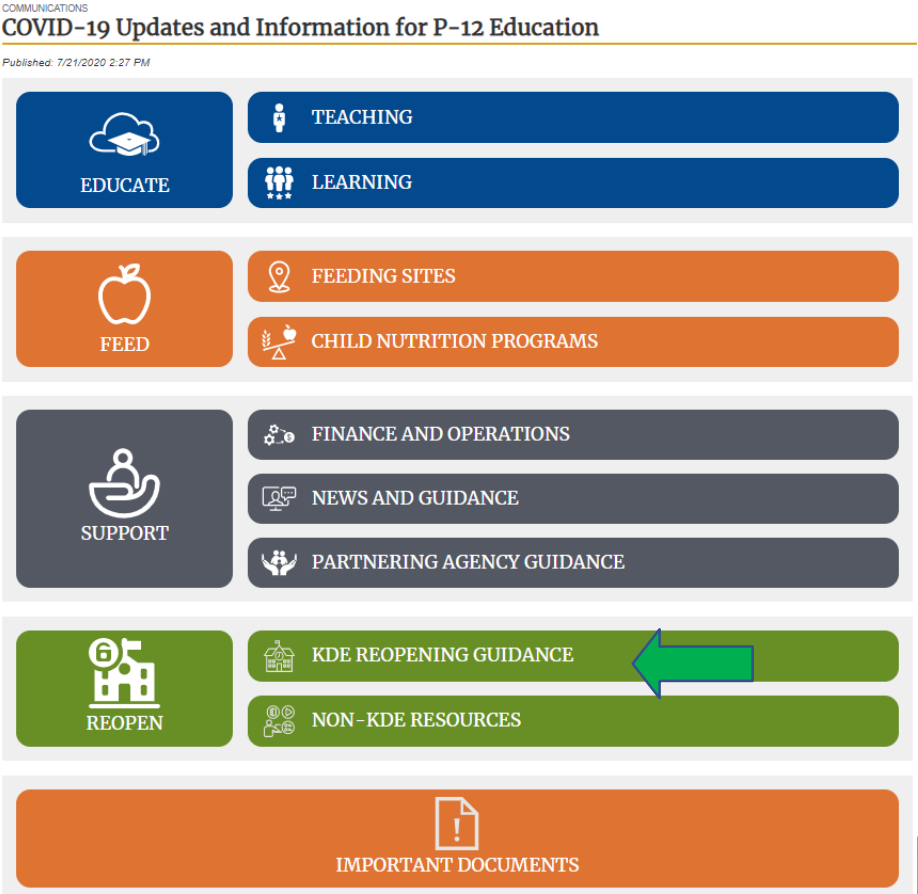 COMMUNICATIONS
COVID-19 Updates and Information for P-12 Education
Published: 7/21/2020 2:27 PM
EDUCATE
TEACHING
LEARNING
FEED
FEEDING SITES
CHILD NUTRITION PROGRAMS
SUPPORT
FINANCE AND OPERATIONS
NEWS AND GUIDANCE
PARTNERING AGENCY GUIDANCE
REOPEN
KDE REOPENING GUIDANCE
NON-KDE RESOURCES
IMPORTANT DOCUMENTS